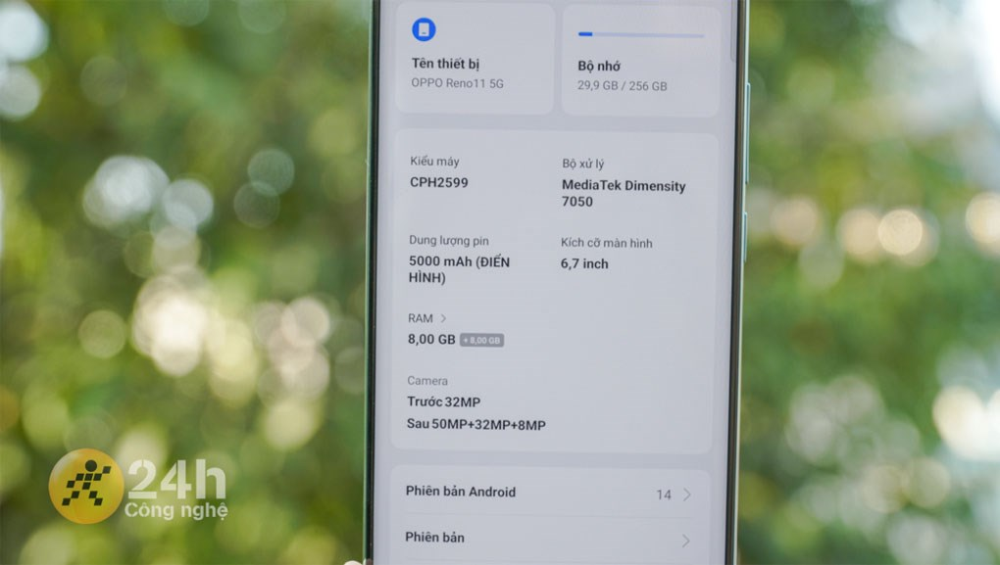 Tên thiết bị
OPPO Reno11 5G
Bộ nhớ
29,9 GB / 256 GB
Kiểu máy
CPH2599
Bộ xử lý
MediaTek Dimensity
7050
Dung lượng pin
5000 mAh (ĐIỂN
HÌNH)
Kích cỡ màn hình
6,7 inch
RAM
8,00 GB + 8,00 GB
Camera
Trước 32MP
Sau 50MP+32MP+8MP
Phiên bản Android
14
Phiên bản
24h
Công nghệ